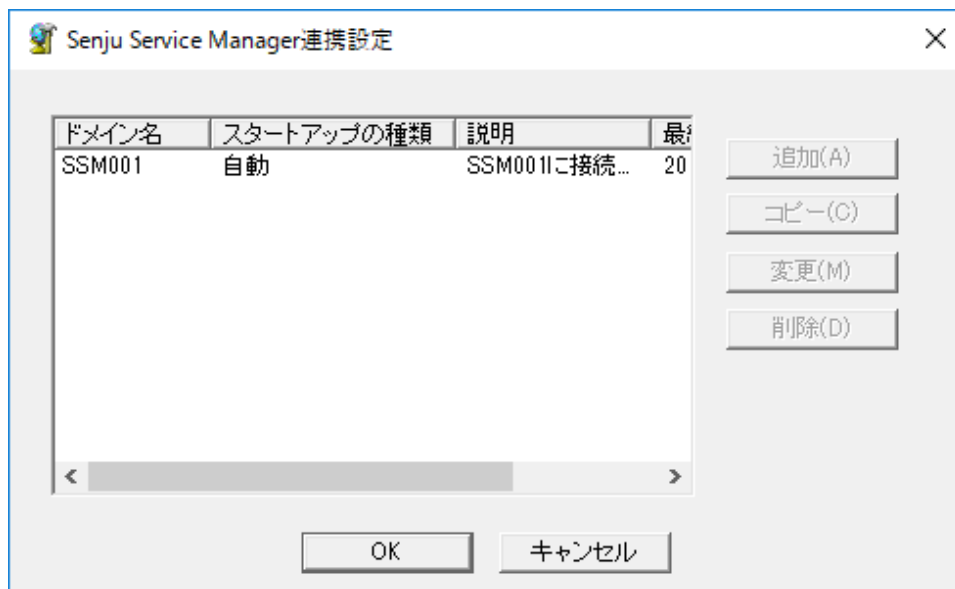 Senju Service Manager連携設定
ドメイン名 スタートアップの種類 説明 最
SSM001 自動 SSM001に接続... 20
追加(A)
コピー(C)
変更(M)
削除(D)
OK キャンセル